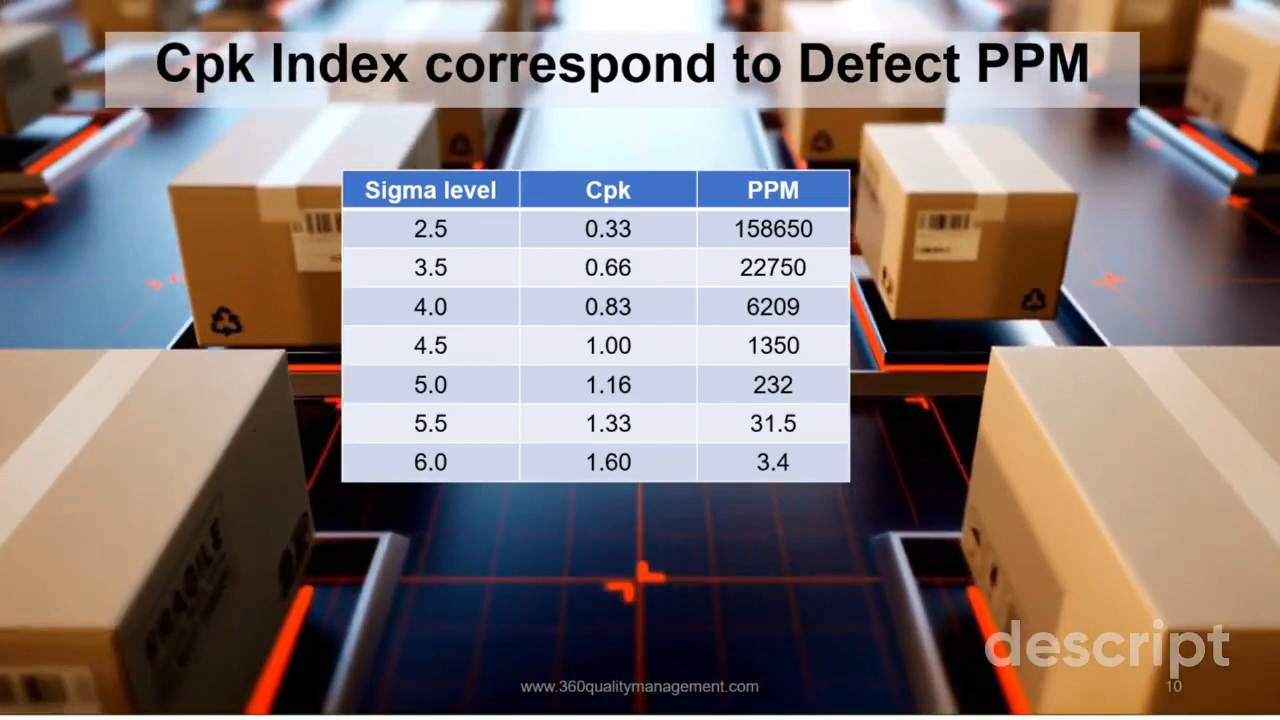 Cpk Index correspond to Defect PPM
Sigma level Cpk PPM
2.5 0.33 158650
3.5 0.66 22750
4.0 0.83 6209
4.5 1.00 1350
5.0 1.16 232
5.5 1.33 31.5
6.0 1.60 3.4
FRAGILE
descript
www.360qualitymanagement.com 10